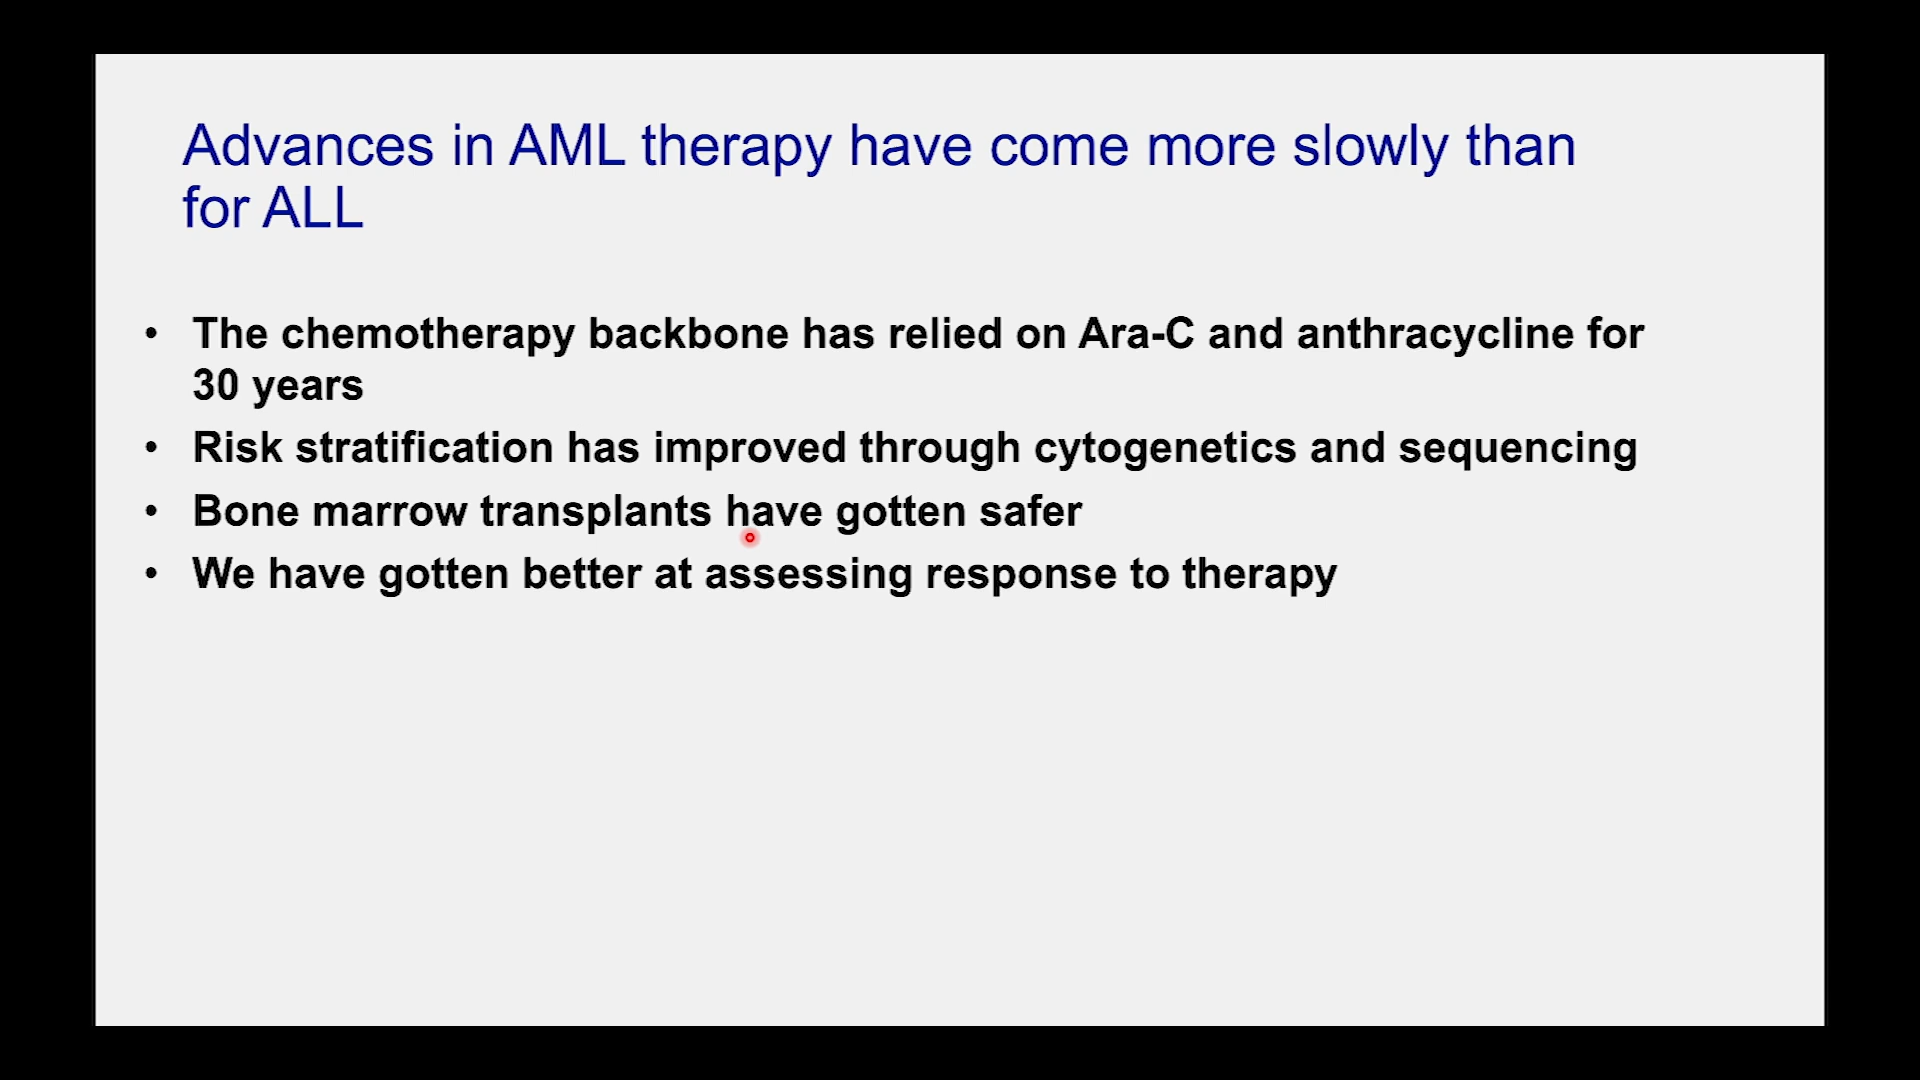 Advances in AML therapy have come more slowly than
for ALL
• The chemotherapy backbone has relied on Ara-C and anthracycline for
30 years
• Risk stratification has improved through cytogenetics and sequencing
• Bone marrow transplants have gotten safer
• We have gotten better at assessing response to therapy